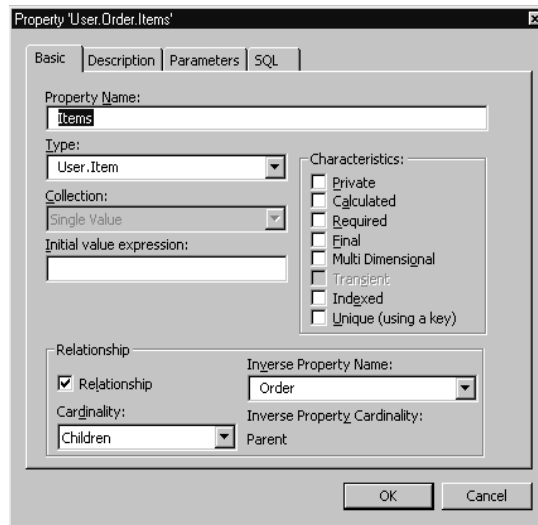 Property 'User.Order.Items'
Basic Description Parameters SQL
Property Name:
Items
Type:
User.Item
Collection:
Single Value
Initial value expression:
Characteristics:
Private
Calculated
Required
Final
Multi Dimensional
Transient
Indexed
Unique (using a key)
Relationship
Relationship
Cardinality:
Children
Inverse Property Name:
Order
Inverse Property Cardinality:
Parent
OK Cancel